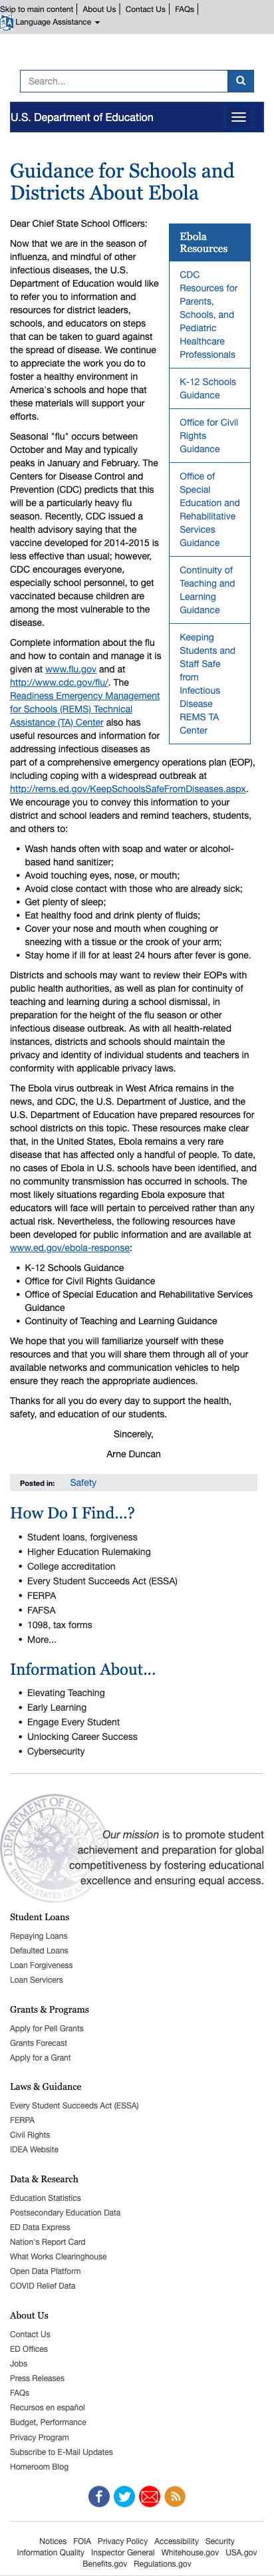 Skip to main content | About Us | Contact Us | FAQs |
Language Assistance
Search...
U.S. Department of Education
Guidance for Schools and
Districts About Ebola
Dear Chief State School Officers:
Now that we are in the season of
influenza, and mindful of other
infectious diseases, the U.S.
Department of Education would like
to refer you to information and
resources for district leaders,
schools, and educators on steps
that can be taken to guard against
the spread of disease. We continue
to appreciate the work you do to
foster a healthy environment in
America's schools and hope that
these materials will support your
efforts.
Seasonal "flu" occurs between
October and May and typically
peaks in January and February. The
Centers for Disease Control and
Prevention (CDC) predicts that this
will be a particularly heavy flu
season. Recently, CDC issued a
health advisory saying that the
vaccine developed for 2014-2015 is
less effective than usual; however,
CDC encourages everyone,
especially school personnel, to get
vaccinated because children are
among the most vulnerable to the
disease.
Complete information about the flu
and how to contain and manage it is
given at www.flu.gov and at
http://www.cdc.gov/flu/. The
Readiness Emergency Management
for Schools (REMS) Technical
Assistance (TA) Center also has
useful resources and information for
addressing infectious diseases as
Ebola
Resources
CDC
Resources for
Parents,
Schools, and
Pediatric
Healthcare
Professionals
K-12 Schools
Guidance
Office for Civil
Rights
Guidance
Office of
Special
Education and
Rehabilitative
Services
Guidance
Continuity of
Teaching and
Learning
Guidance
Keeping
Students and
Staff Safe
from
Infectious
Disease
REMS TA
Center
part of a comprehensive emergency operations plan (EOP),
including coping with a widespread outbreak at
http://rems.ed.gov/KeepSchoolsSafeFromDiseases.aspx.
We encourage you to convey this information to your
district and school leaders and remind teachers, students,
and others to:
• Wash hands often with soap and water or alcohol-
based hand sanitizer;
• Avoid touching eyes, nose, or mouth;
• Avoid close contact with those who are already sick;
• Get plenty of sleep;
• Eat healthy food and drink plenty of fluids;
• Cover your nose and mouth when coughing or
sneezing with a tissue or the crook of your arm;
• Stay home if ill for at least 24 hours after fever is gone.
Districts and schools may want to review their EOPs with
public health authorities, as well as plan for continuity of
teaching and learning during a school dismissal, in
preparation for the height of the flu season or other
infectious disease outbreak. As with all health-related
instances, districts and schools should maintain the
privacy and identity of individual students and teachers in
conformity with applicable privacy laws.
The Ebola virus outbreak in West Africa remains in the
news, and CDC, the U.S. Department of Justice, and the
U.S. Department of Education have prepared resources for
school districts on this topic. These resources make clear
that, in the United States, Ebola remains a very rare
disease that has affected only a handful of people. To date,
no cases of Ebola in U.S. schools have been identified, and
no community transmission has occurred in schools. The
most likely situations regarding Ebola exposure that
educators will face will pertain to perceived rather than any
actual risk. Nevertheless, the following resources have
been developed for public information and are available at
www.ed.gov/ebola-response:
• K-12 Schools Guidance
• Office for Civil Rights Guidance
• Office of Special Education and Rehabilitative Services
Guidance
• Continuity of Teaching and Learning Guidance
We hope that you will familiarize yourself with these
resources and that you will share them through all of your
available networks and communication vehicles to help
ensure they reach the appropriate audiences.
Thanks for all you do every day to support the health,
safety, and education of our students.
Sincerely,
Arne Duncan
Posted in: Safety
How Do I Find...?
• Student loans, forgiveness
• Higher Education Rulemaking
• College accreditation
• Every Student Succeeds Act (ESSA)
• FERPA
• FAFSA
• 1098, tax forms
• More...
Information About...
• Elevating Teaching
• Early Learning
• Engage Every Student
• Unlocking Career Success
• Cybersecurity
Our mission is to promote student
achievement and preparation for global
competitiveness by fostering educational
excellence and ensuring equal access.
Student Loans
Repaying Loans
Defaulted Loans
Loan Forgiveness
Loan Servicers
Grants & Programs
Apply for Pell Grants
Grants Forecast
Apply for a Grant
Laws & Guidance
Every Student Succeeds Act (ESSA)
FERPA
Civil Rights
IDEA Website
Data & Research
Education Statistics
Postsecondary Education Data
ED Data Express
Nation's Report Card
What Works Clearinghouse
Open Data Platform
COVID Relief Data
About Us
Contact Us
ED Offices
Jobs
Press Releases
FAQs
Recursos en español
Budget, Performance
Privacy Program
Subscribe to E-Mail Updates
Homeroom Blog
Notices FOIA Privacy Policy Accessibility Security
Information Quality Inspector General Whitehouse.gov USA.gov
Benefits.gov Regulations.gov